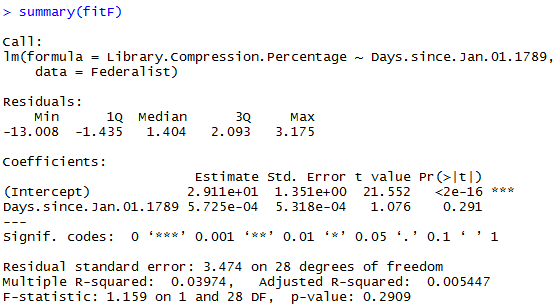 > summary(fitF)
Call:
lm(formula = Library.Compression.Percentage ~ Days.since.Jan.01.1789,
    data = Federalist)
Residuals:
    Min      1Q  Median      3Q     Max
-13.008  -1.435   1.404   2.093   3.175
Coefficients:
                        Estimate Std. Error t value Pr(>|t|)
(Intercept)            2.911e+01  1.351e+00  21.552   <2e-16 ***
Days.since.Jan.01.1789 5.725e-04  5.318e-04   1.076    0.291
---
Signif. codes:  0 ‘***’ 0.001 ‘**’ 0.01 ‘*’ 0.05 ‘.’ 0.1 ‘ ’ 1
Residual standard error: 3.474 on 28 degrees of freedom
Multiple R-squared:  0.03974,	Adjusted R-squared:  0.005447
F-statistic: 1.159 on 1 and 28 DF,  p-value: 0.2909